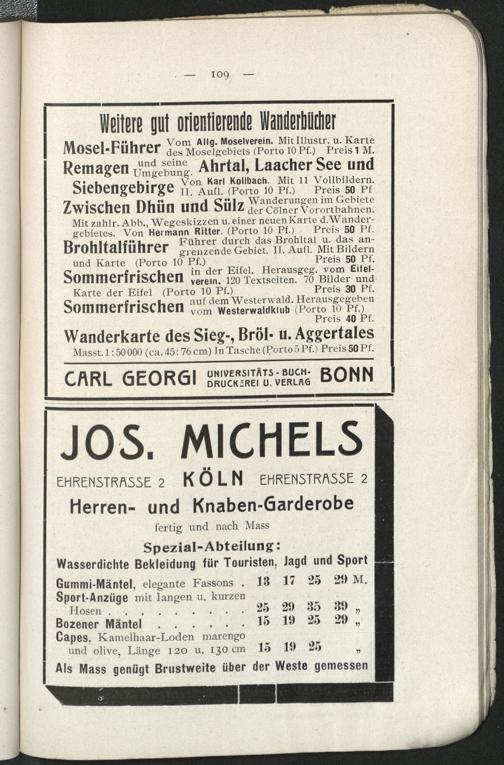 — 109 —
Weitere gut orientierende Wanderbücher
Mosel-Führer Vom Allg. Moselverein. Mit Illustr. u. Karte
des Moselgebiets (Porto 10 Pf.) Preis 1 M.
Remagen und seine Umgebung. Ahrtal, Laacher See und
Siebengebirge Von Karl Kollbach. Mit 11 Vollbildern.
II. Aufl. (Porto 10 Pf.) Preis 50 Pf
Zwischen Dhün und Sülz Wanderungen im Gebiete
der Cölner Vorortbahnen.
Mit zahlr. Abb., Wegeskizzen u. einer neuen Karte d. Wander-
gebietes. Von Hermann Ritter. (Porto 10 Pf.) Preis 50 Pf.
Brohltalführer Führer durch das Brohltal u. das an-
grenzende Gebiet. II. Aufl. Mit Bildern
und Karte (Porto 10 Pf.) Preis 50 Pf.
Sommerfrischen in der Eifel. Herausgeg. vom Eifel-
verein. 120 Textseiten. 70 Bilder und
Karte der Eifel (Porto 10 Pf.) Preis 30 Pf.
Sommerfrischen auf dem Westerwald. Herausgegeben
vom Westerwaldklub (Porto 10 Pf.)
Preis 40 Pf.
Wanderkarte des Sieg-, Bröl- u. Aggertales
Masst. 1:50000 (ca. 45:76 cm) In Tasche (Porto 5 Pf.) Preis 50 Pf.
CARL GEORGI UNIVERSITÄTS-BUCH-
DRUCKEREI U. VERLAG BONN
JOS. MICHELS
EHRENSTRASSE 2 KÖLN EHRENSTRASSE 2
Herren- und Knaben-Garderobe
fertig und nach Mass
Spezial-Abteilung:
Wasserdichte Bekleidung für Touristen, Jagd und Sport
Gummi-Mäntel, elegante Fassons . 13 17 25 29 M.
Sport-Anzüge mit langen u. kurzen
Hosen . . . . . . . . . 25 29 35 39 „
Bozener Mäntel . . . . . . 15 19 25 29 „
Capes, Kamelhaar-Loden marengo
und olive, Länge 120 u. 130 cm 15 19 25 „
Als Mass genügt Brustweite über der Weste gemessen